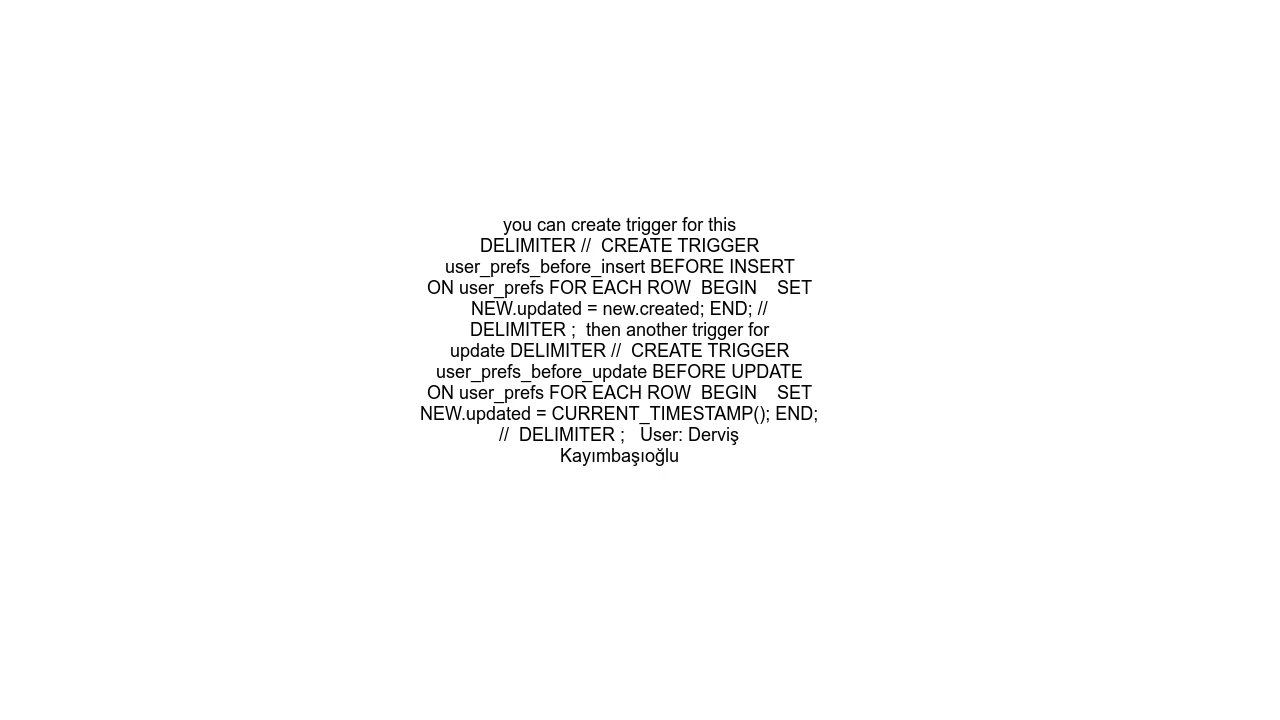 you can create trigger for this
DELIMITER //  CREATE TRIGGER
user_prefs_before_insert BEFORE INSERT
ON user_prefs FOR EACH ROW  BEGIN    SET
NEW.updated = new.created; END; //
DELIMITER ;  then another trigger for
update DELIMITER //  CREATE TRIGGER
user_prefs_before_update BEFORE UPDATE
ON user_prefs FOR EACH ROW  BEGIN    SET
NEW.updated = CURRENT_TIMESTAMP(); END;
//  DELIMITER ;   User: Derviş
Kayımbaşıoğlu